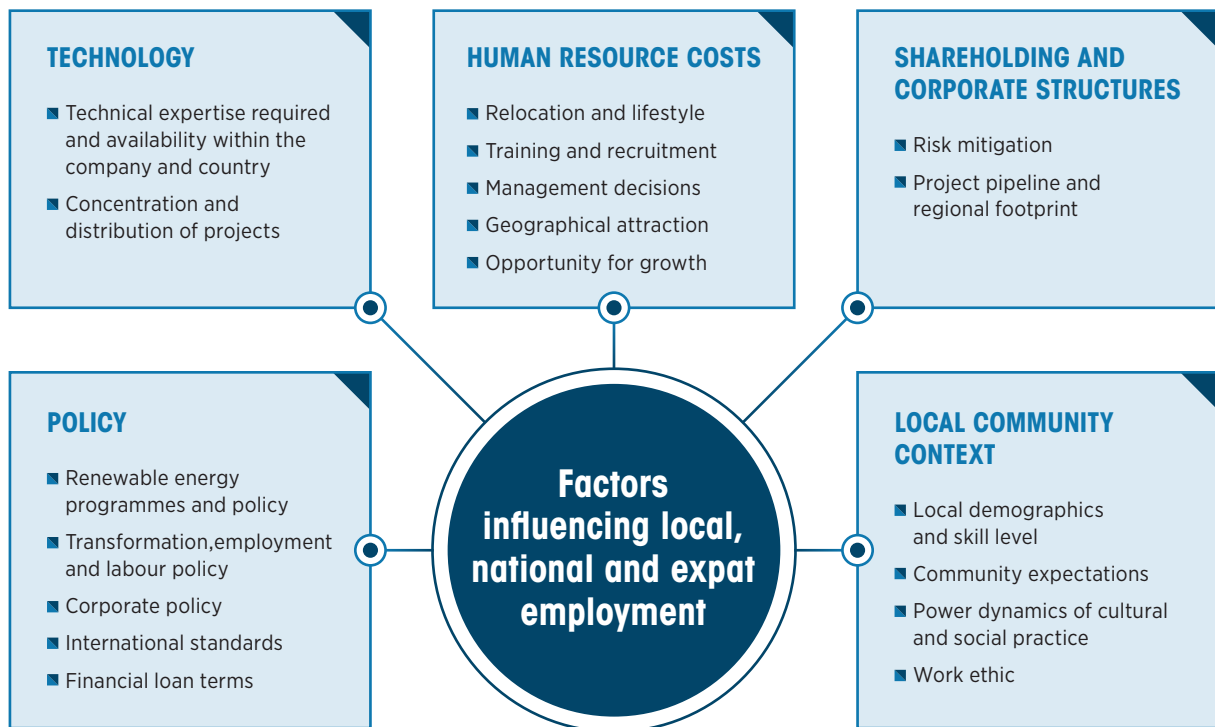 TECHNOLOGY
Technical expertise required
and availability within the
company and country
Concentration and
distribution of projects
HUMAN RESOURCE COSTS
Relocation and lifestyle
Training and recruitment
Management decisions
Geographical attraction
Opportunity for growth
SHAREHOLDING AND
CORPORATE STRUCTURES
Risk mitigation
Project pipeline and
regional footprint
POLICY
Renewable energy
programmes and policy
Transformation,employment
and labour policy
Corporate policy
International standards
Financial loan terms
Factors
influencing local,
national and expat
employment
LOCAL COMMUNITY
CONTEXT
Local demographics
and skill level
Community expectations
Power dynamics of cultural
and social practice
Work ethic